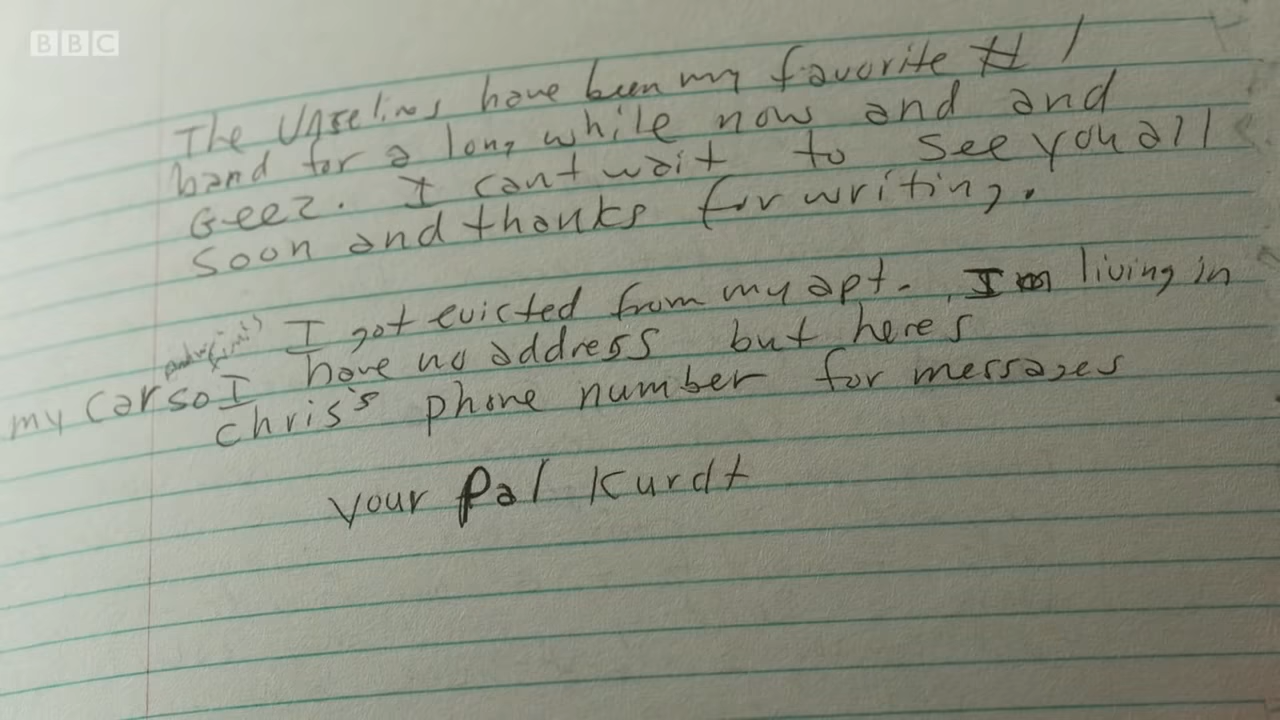 BBC
The Vaselines have been my favorite # 1
band for a long while now and and
Geez. I cant wait to see you all
Soon and thanks for writing.
I got evicted from my apt. I'm living in
my car so I have no address but here's
Chris's phone number for messages
your pal Kurdt